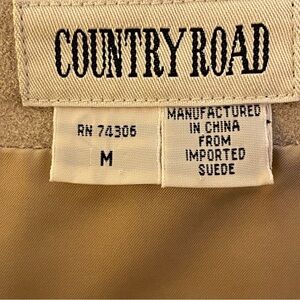 COUNTRY ROAD
RN 74306
M
MANUFACTURED
IN CHINA
FROM
IMPORTED
SUEDE